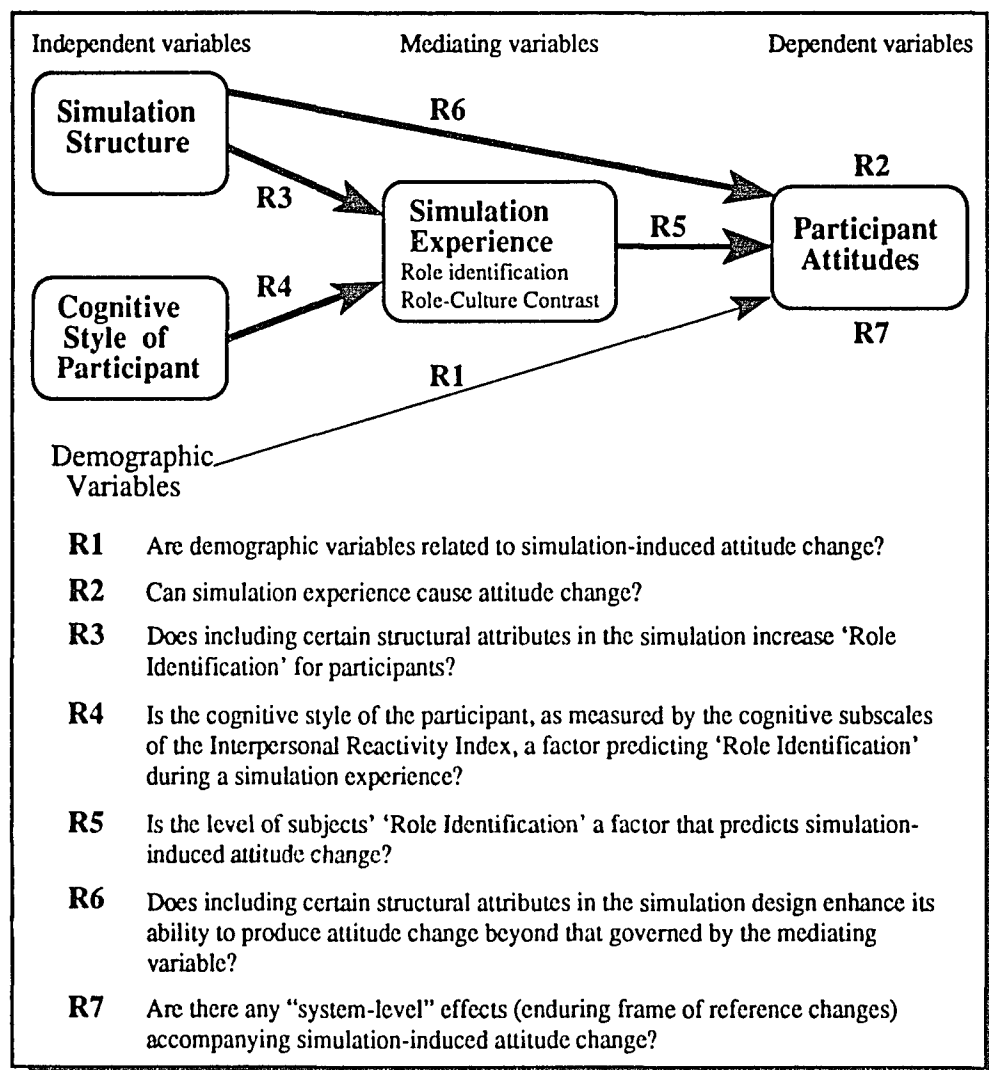 Independent variables
Mediating variables
Dependent variables
Simulation
Structure
R6
R2
R3
Simulation
Experience
Role identification
Role-Culture Contrast
R5
Participant
Attitudes
R4
Cognitive
Style of
Participant
R7
R1
Demographic
Variables
R1 Are demographic variables related to simulation-induced attitude change?
R2 Can simulation experience cause attitude change?
R3 Does including certain structural attributes in the simulation increase ‘Role
Identification’ for participants?
R4 Is the cognitive style of the participant, as measured by the cognitive subscales
of the Interpersonal Reactivity Index, a factor predicting ‘Role Identification’
during a simulation experience?
R5 Is the level of subjects’ ‘Role Identification’ a factor that predicts simulation-
induced attitude change?
R6 Does including certain structural attributes in the simulation design enhance its
ability to produce attitude change beyond that governed by the mediating
variable?
R7 Are there any “system-level” effects (enduring frame of reference changes)
accompanying simulation-induced attitude change?